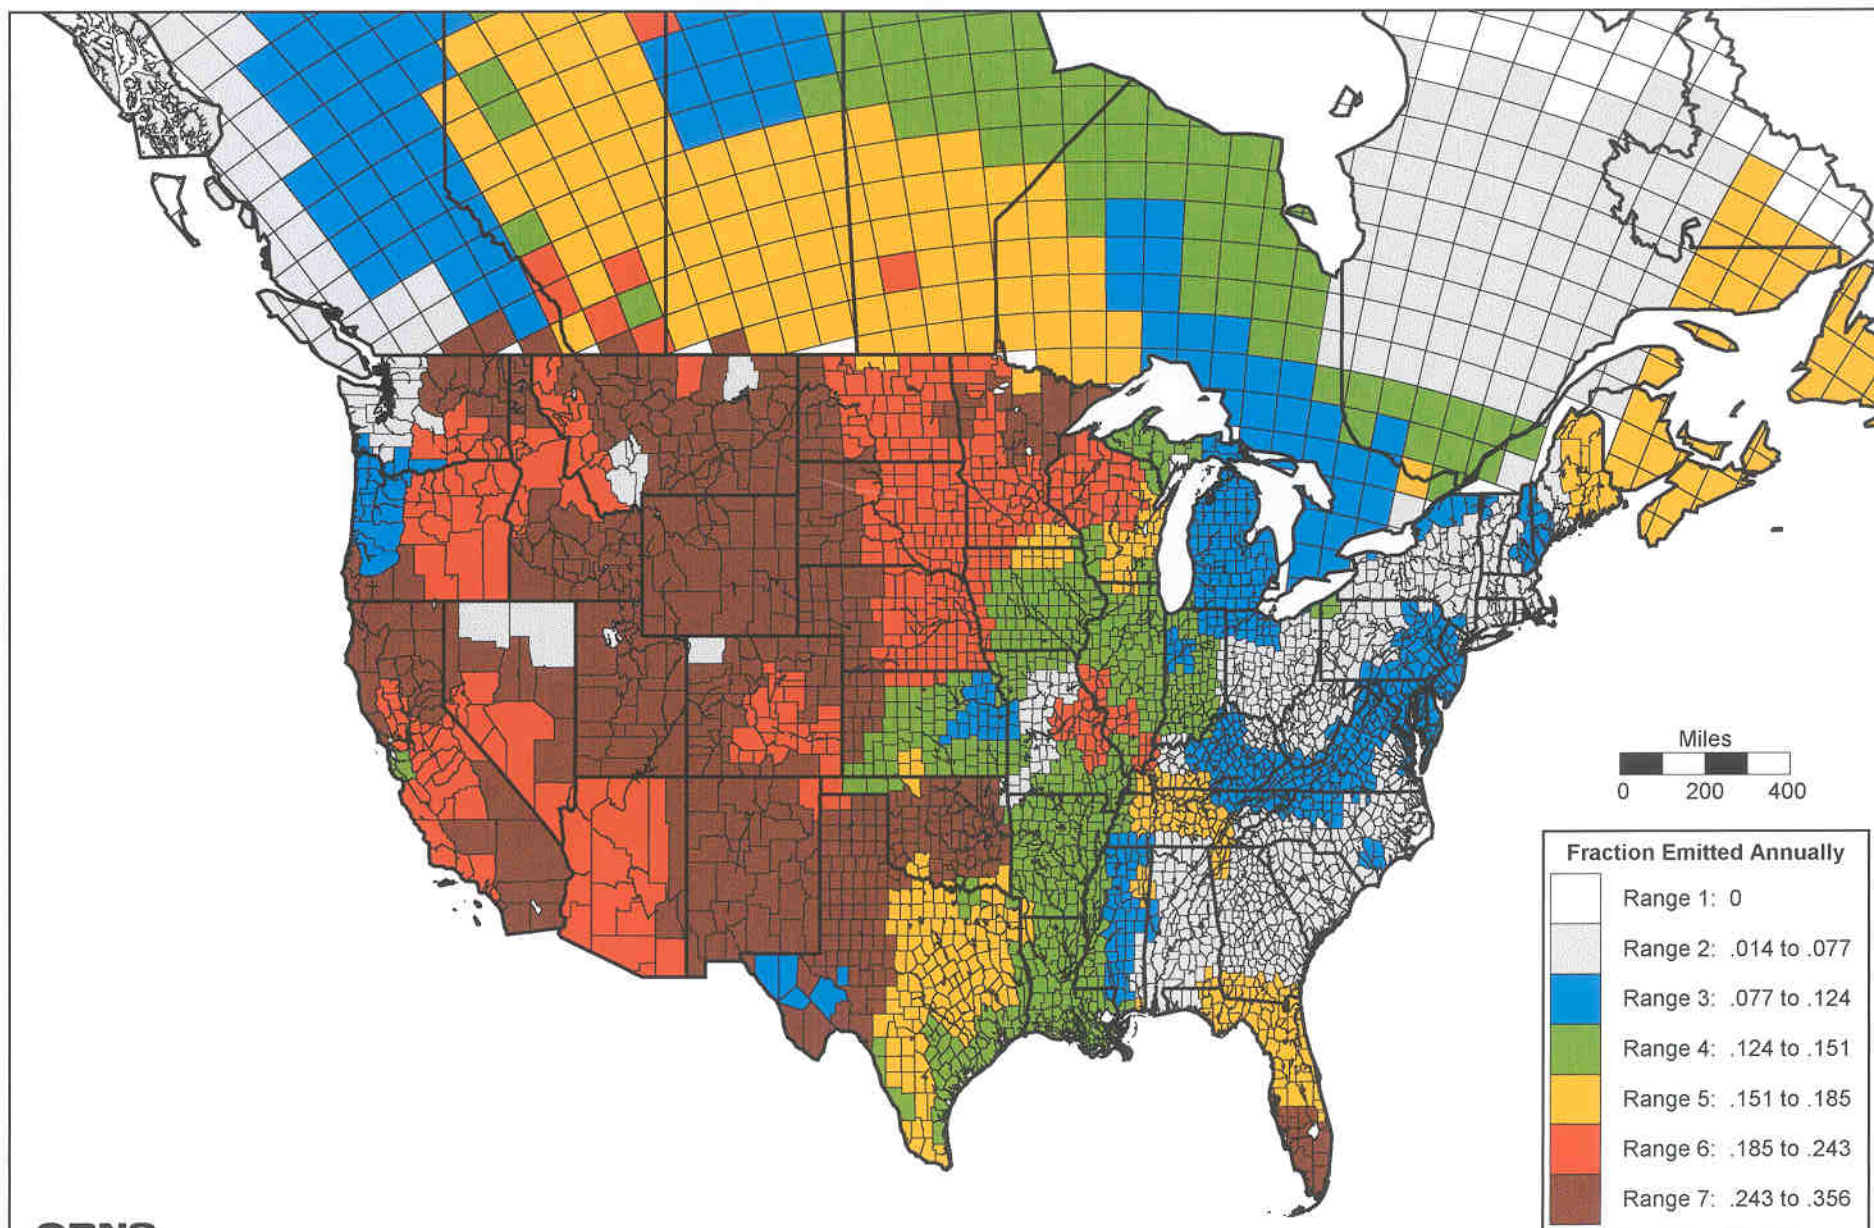 Miles
0 200 400
Fraction Emitted Annually
Range 1: 0
Range 2: .014 to .077
Range 3: .077 to .124
Range 4: .124 to .151
Range 5: .151 to .185
Range 6: .185 to .243
Range 7: .243 to .356